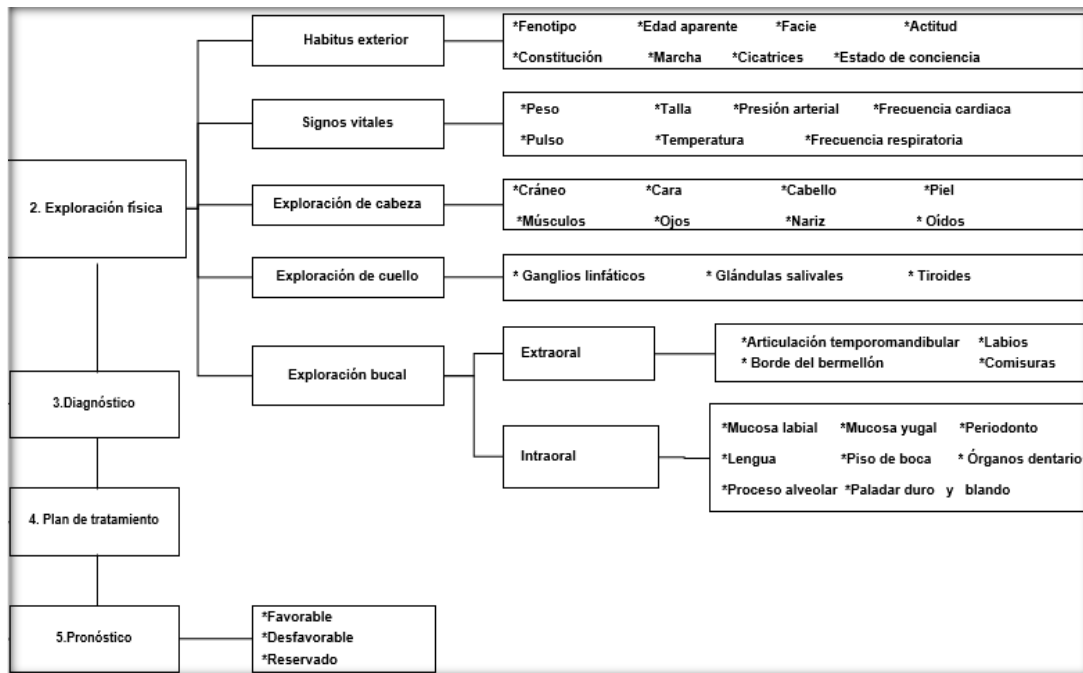 Habitus exterior
*Fenotipo *Edad aparente *Facie *Actitud
*Constitución *Marcha *Cicatrices *Estado de conciencia
Signos vitales
*Peso *Talla *Presión arterial *Frecuencia cardiaca
*Pulso *Temperatura *Frecuencia respiratoria
2. Exploración física
Exploración de cabeza
*Cráneo *Cara *Cabello *Piel
*Músculos *Ojos *Nariz * Oídos
Exploración de cuello
* Ganglios linfáticos * Glándulas salivales * Tiroides
Exploración bucal
Extraoral
*Articulación temporomandibular *Labios
* Borde del bermellón *Comisuras
Intraoral
*Mucosa labial *Mucosa yugal *Periodonto
*Lengua *Piso de boca * Órganos dentarios
*Proceso alveolar *Paladar duro y blando
3.Diagnóstico
4. Plan de tratamiento
5.Pronóstico
*Favorable
*Desfavorable
*Reservado